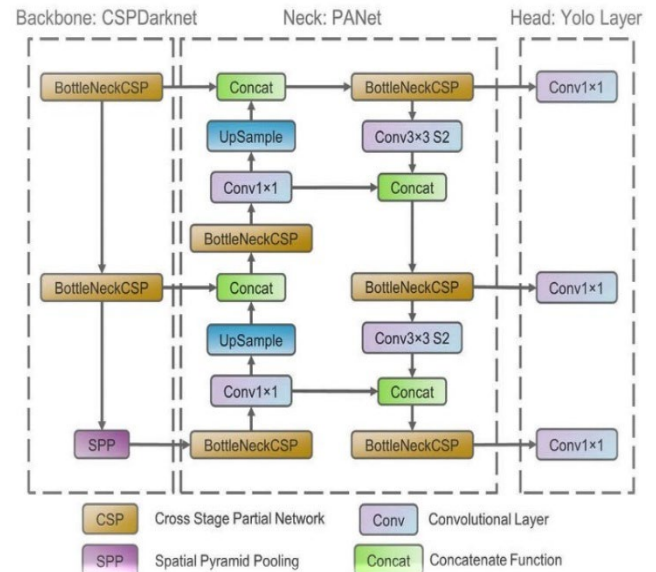 Backbone: CSPDarknet Neck: PANet Head: Yolo Layer
BottleNeckCSP Concat BottleNeckCSP Conv1×1
UpSample Conv3×3 S2
Conv1×1 Concat
BottleNeckCSP
BottleNeckCSP Concat BottleNeckCSP Conv1×1
UpSample Conv3×3 S2
Conv1×1 Concat
SPP BottleNeckCSP BottleNeckCSP Conv1×1
CSP Cross Stage Partial Network Conv Convolutional Layer
SPP Spatial Pyramid Pooling Concat Concatenate Function